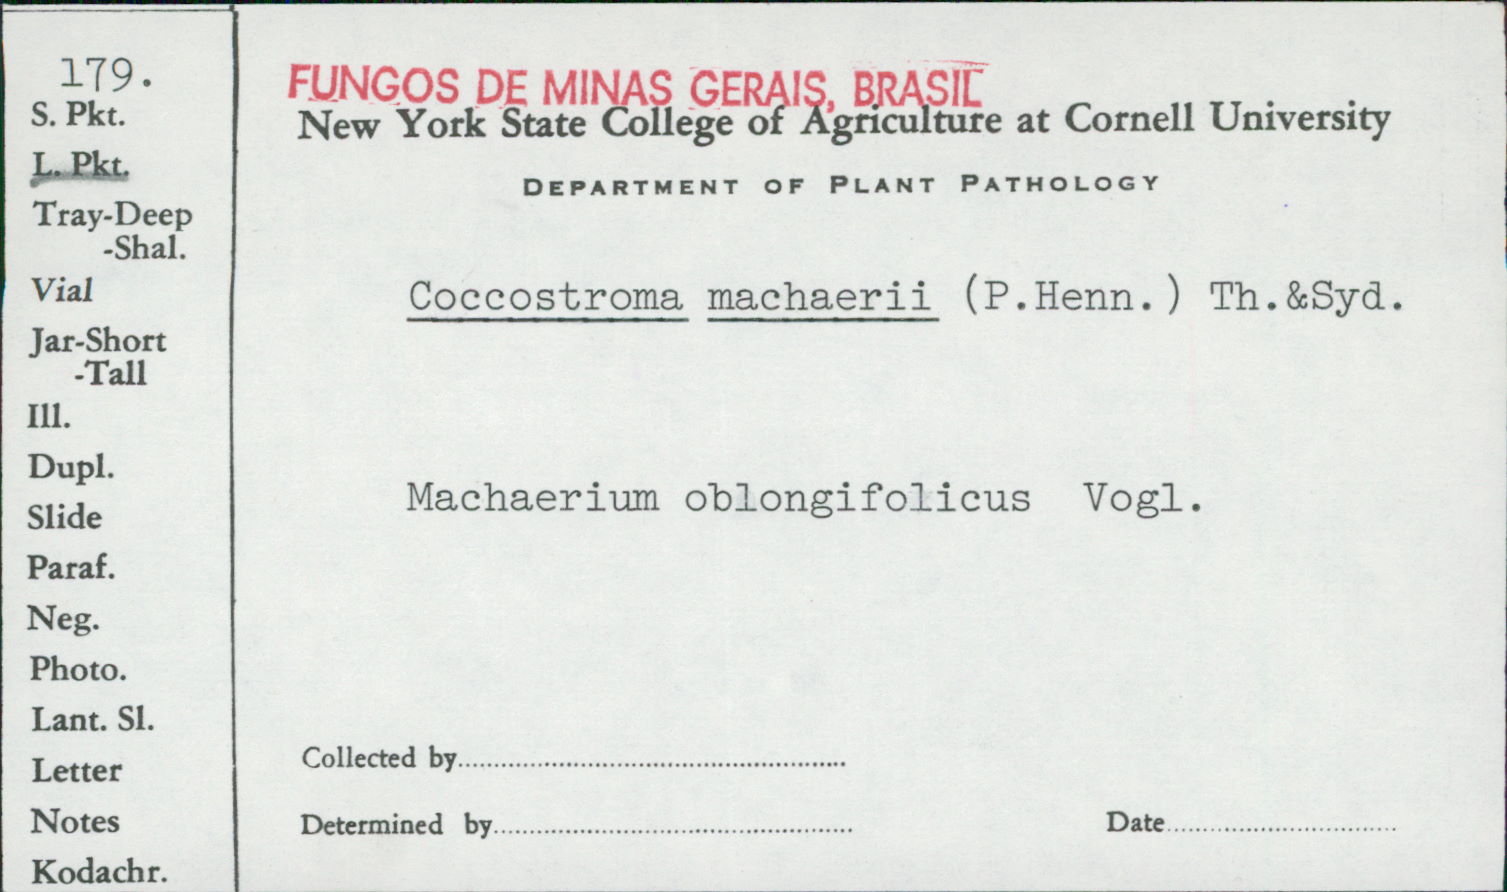 179.
S. Pkt.
L. Pkt.
Tray-Deep
-Shal.
Vial
Jar-Short
-Tall
Ill.
Dupl.
Slide
Paraf.
Neg.
Photo.
Lant. Sl.
Letter
Notes
Kodachr.
FUNGOS DE MINAS GERAIS, BRASIL
New York State College of Agriculture at Cornell University
DEPARTMENT OF PLANT PATHOLOGY
Coccostroma machaerii (P.Henn.) Th.&Syd.
Machaerium oblongifolicus Vogl.
Collected by
Determined by
Date